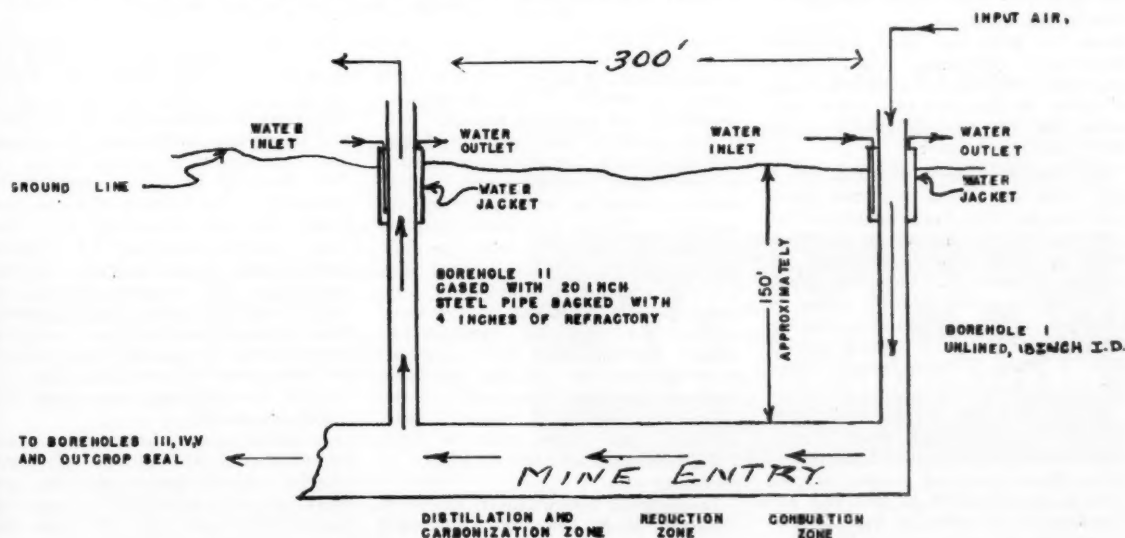 INPUT AIR,
300'
WATER
INLET
WATER
OUTLET
WATER
INLET
WATER
OUTLET
GROUND LINE
WATER
JACKET
WATER
JACKET
BOREHOLE II
CASED WITH 20 INCH
STEEL PIPE BACKED WITH
4 INCHES OF REFRACTORY
APPROXIMATELY
150'
BOREHOLE I
UNLINED, 18INCH I.D.
TO BOREHOLES III, IV, V
AND OUTCROP SEAL
MINE ENTRY
DISTILLATION AND
CARBONIZATION ZONE
REDUCTION
ZONE
COMBUSTION
ZONE